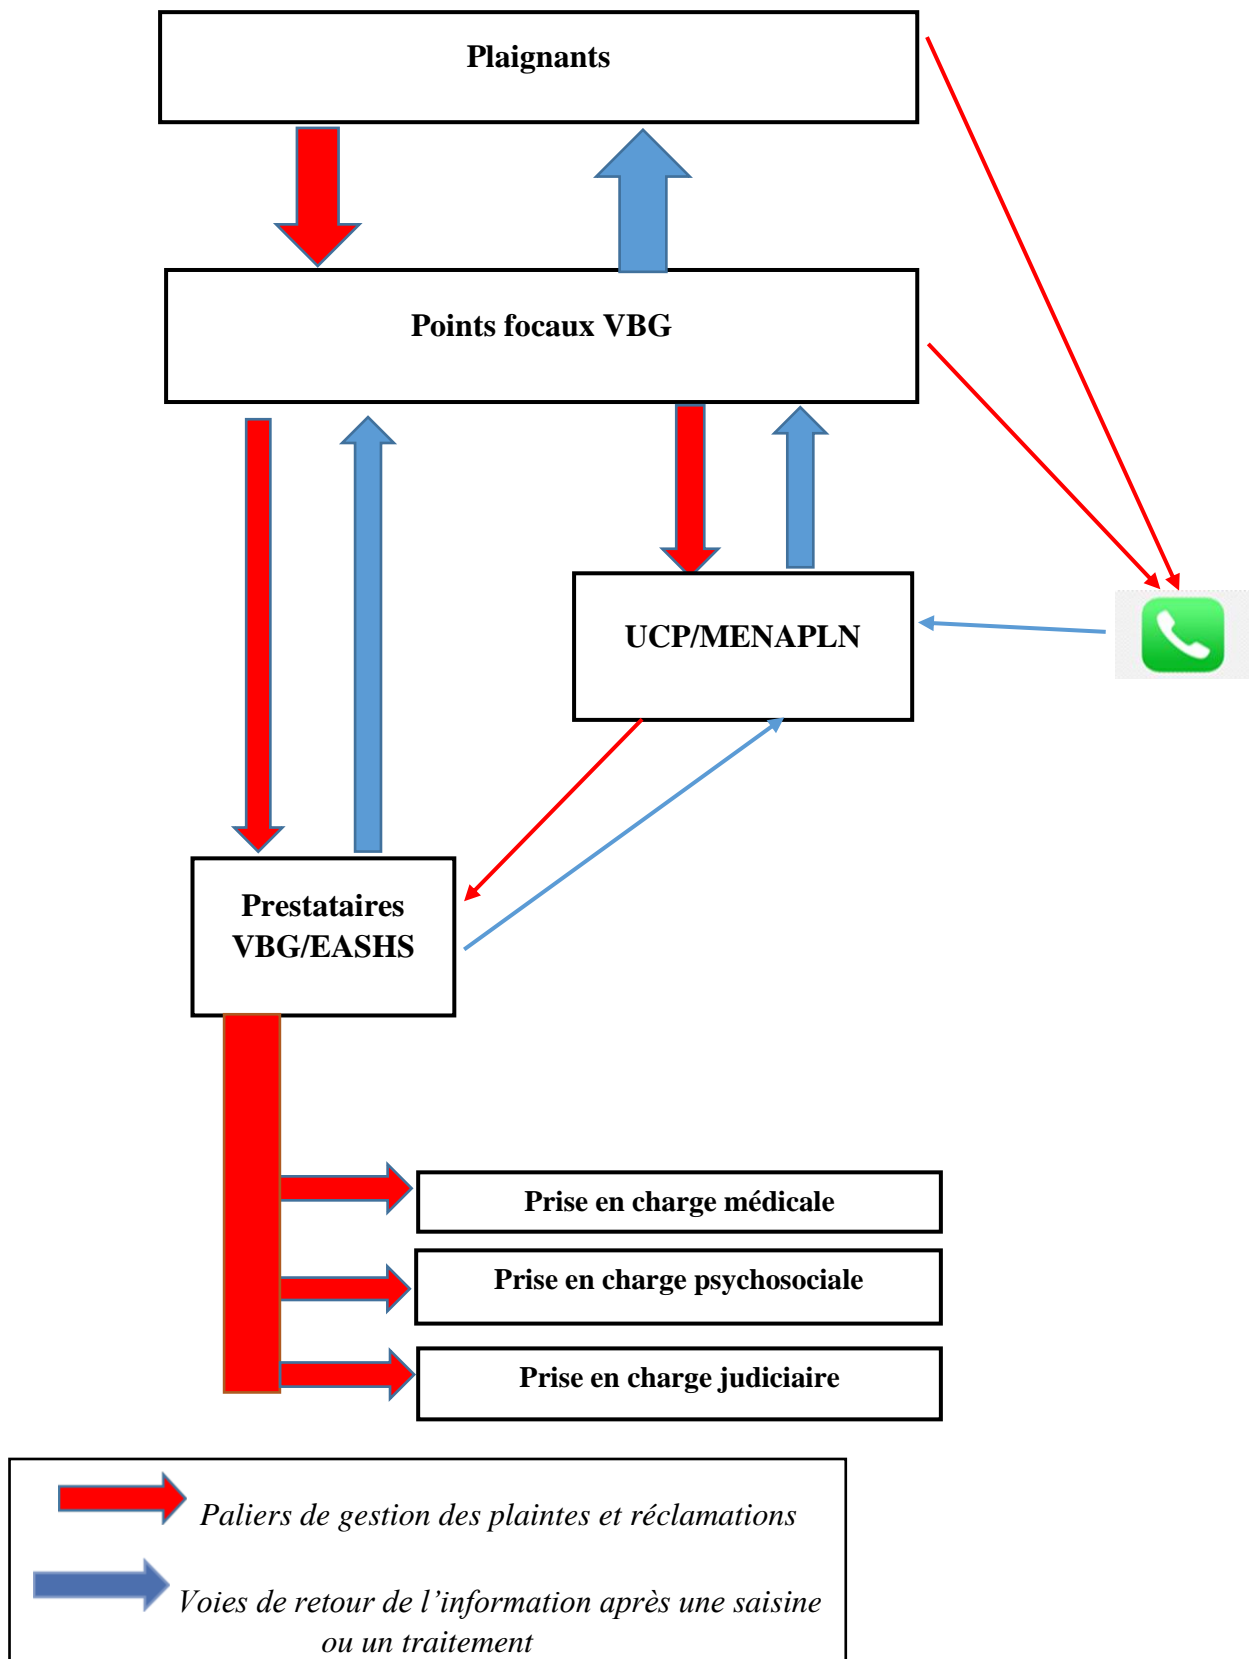 Plaignants
Points focaux VBG
UCP/MENAPLN
Prestataires
VBG/EASHS
Prise en charge médicale
Prise en charge psychosociale
Prise en charge judiciaire
Paliers de gestion des plaintes et réclamations
Voies de retour de l’information après une saisine
ou un traitement